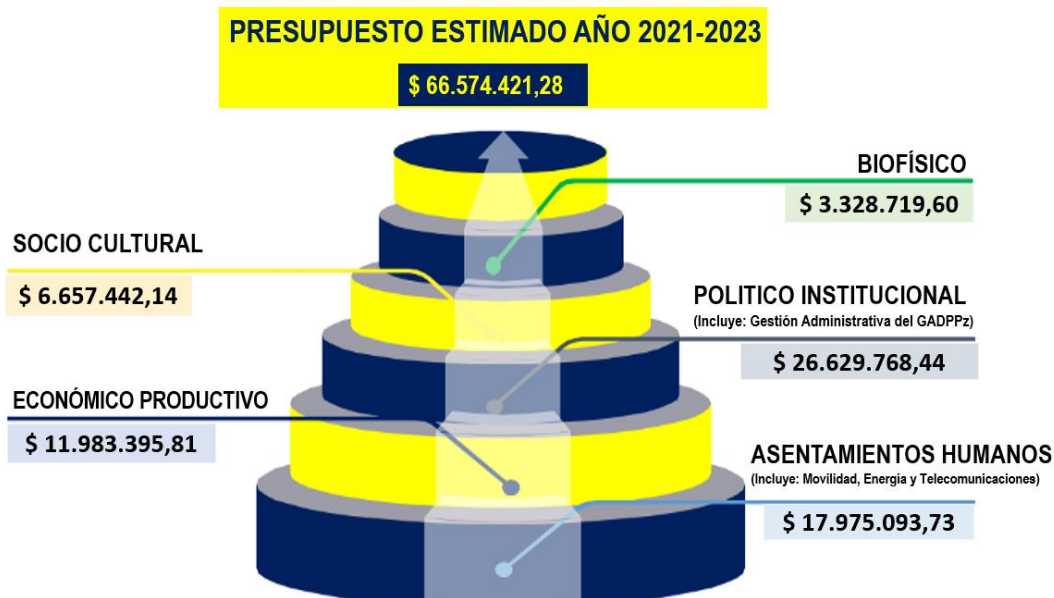 PRESUPUESTO ESTIMADO AÑO 2021-2023
$ 66.574.421,28
BIOFÍSICO
$ 3.328.719,60
SOCIO CULTURAL
$ 6.657.442,14
POLITICO INSTITUCIONAL
(Incluye: Gestión Administrativa del GADPPz)
$ 26.629.768,44
ECONÓMICO PRODUCTIVO
$ 11.983.395,81
ASENTAMIENTOS HUMANOS
(Incluye: Movilidad, Energía y Telecomunicaciones)
$ 17.975.093,73